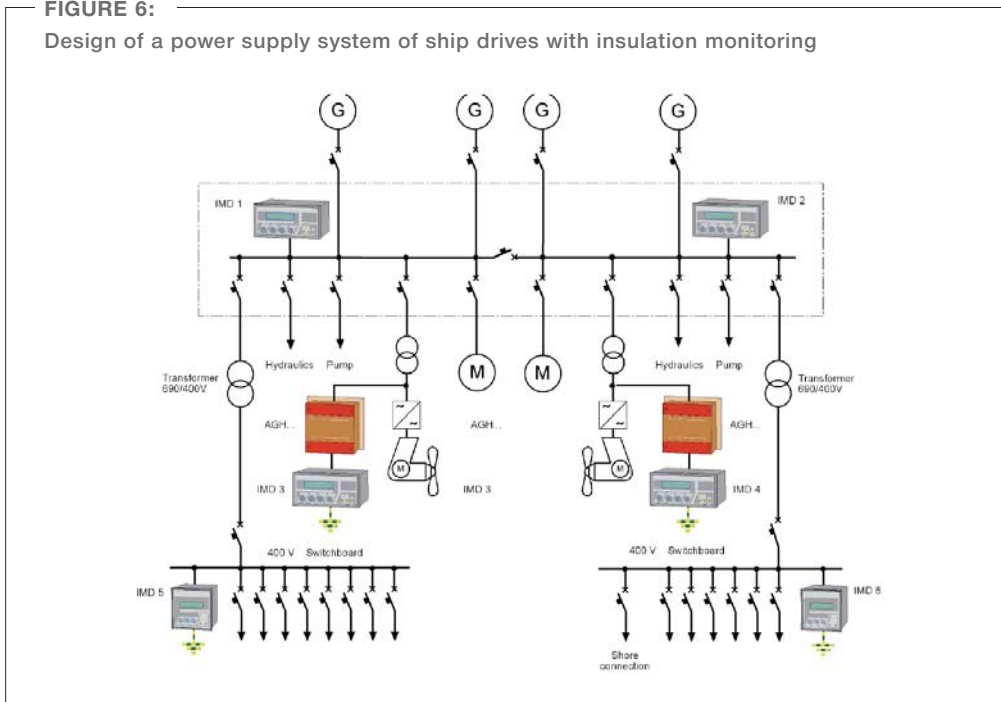 FIGURE 6:
Design of a power supply system of ship drives with insulation monitoring
G G G G
IMD 1 IMD 2
Hydraulics Pump M M Hydraulics Pump
Transformer
690/400V
Transformer
690/400V
AGH... AGH... AGH...
M M
IMD 3 IMD 3 IMD 4
400 V Switchboard 400 V Switchboard
IMD 5 IMD 6
Shore
connection